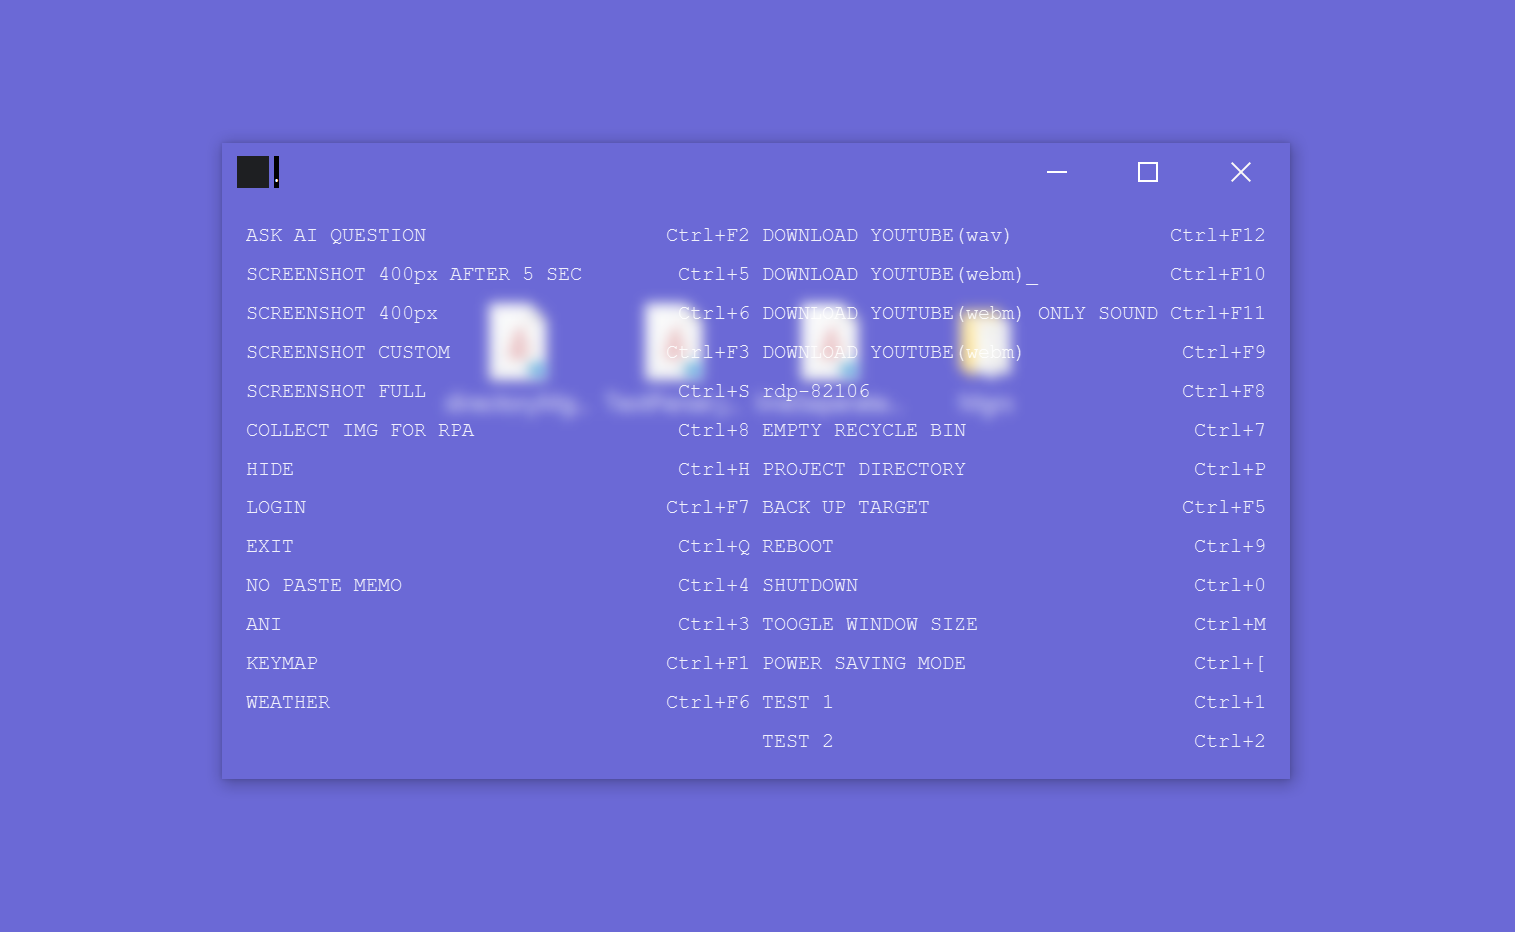 .
ASK AI QUESTION Ctrl+F2 DOWNLOAD YOUTUBE(wav) Ctrl+F12
SCREENSHOT 400px AFTER 5 SEC Ctrl+5 DOWNLOAD YOUTUBE(webm)_ Ctrl+F10
SCREENSHOT 400px Ctrl+6 DOWNLOAD YOUTUBE(webm) ONLY SOUND Ctrl+F11
SCREENSHOT CUSTOM Ctrl+F3 DOWNLOAD YOUTUBE(webm) Ctrl+F9
SCREENSHOT FULL Ctrl+S rdp-82106 Ctrl+F8
COLLECT IMG FOR RPA Ctrl+8 EMPTY RECYCLE BIN Ctrl+7
HIDE Ctrl+H PROJECT DIRECTORY Ctrl+P
LOGIN Ctrl+F7 BACK UP TARGET Ctrl+F5
EXIT Ctrl+Q REBOOT Ctrl+9
NO PASTE MEMO Ctrl+4 SHUTDOWN Ctrl+0
ANI Ctrl+3 TOOGLE WINDOW SIZE Ctrl+M
KEYMAP Ctrl+F1 POWER SAVING MODE Ctrl+[
WEATHER Ctrl+F6 TEST 1 Ctrl+1
TEST 2 Ctrl+2